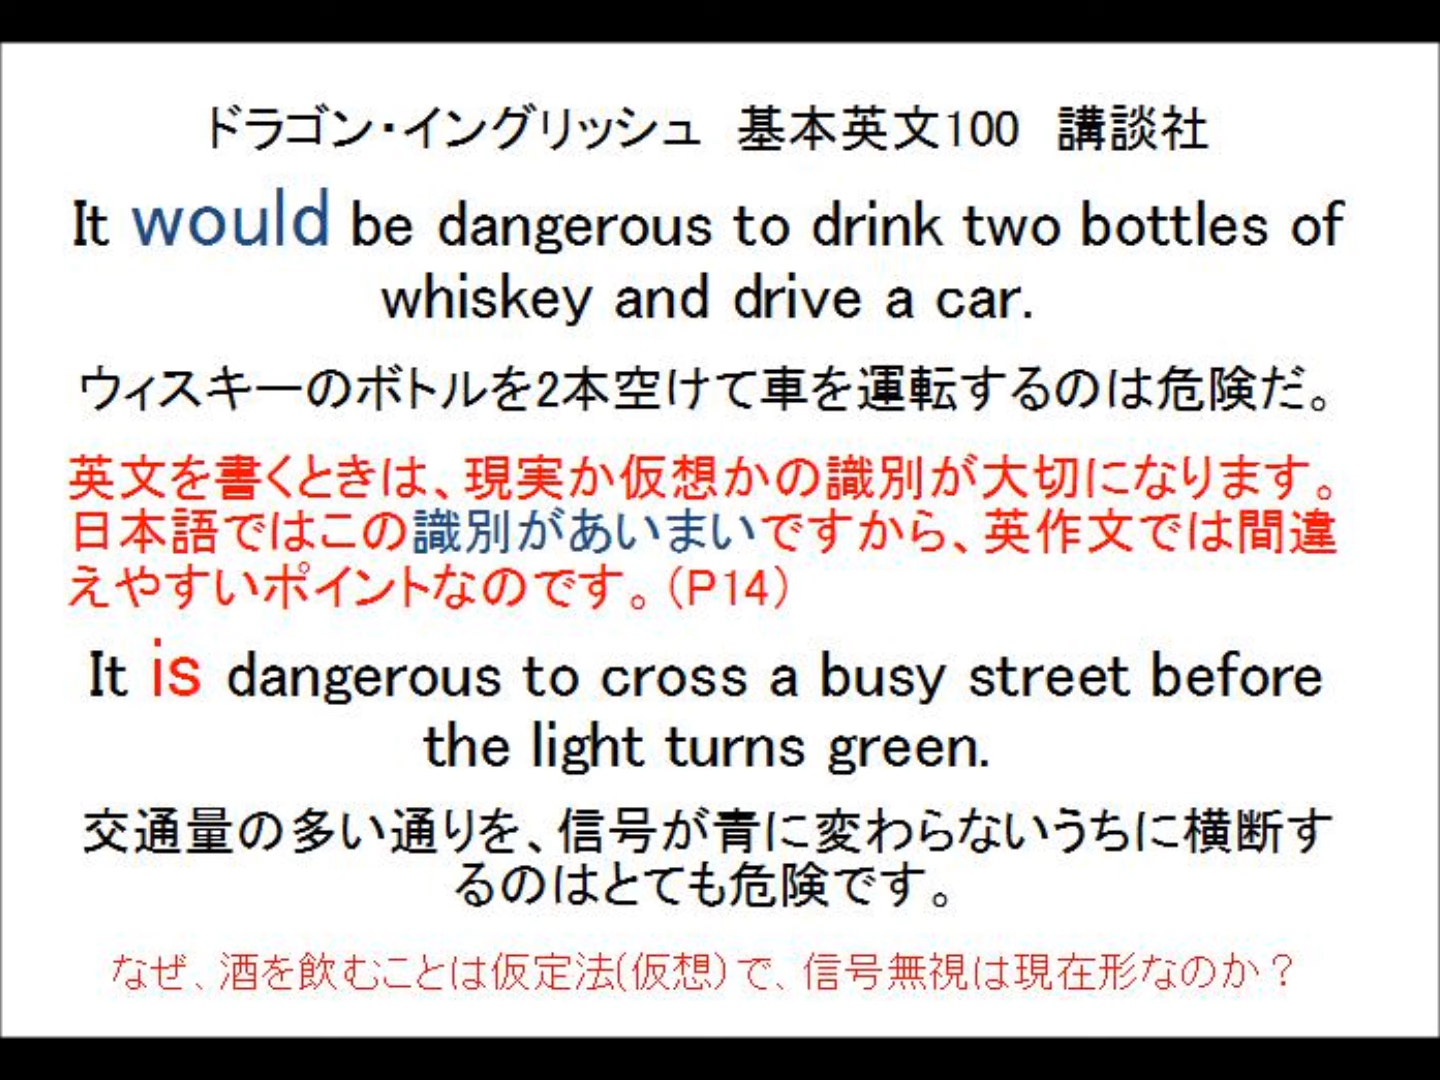 ドラゴン・イングリッシュ　基本英文100　講談社
It would be dangerous to drink two bottles of
whiskey and drive a car.
ウィスキーのボトルを2本空けて車を運転するのは危険だ。
英文を書くときは、現実か仮想かの識別が大切になります。
日本語ではこの識別があいまいですから、英作文では間違
えやすいポイントなのです。（P14）
It is dangerous to cross a busy street before
the light turns green.
交通量の多い通りを、信号が青に変わらないうちに横断す
るのはとても危険です。
なぜ、酒を飲むことは仮定法(仮想）で、信号無視は現在形なのか？